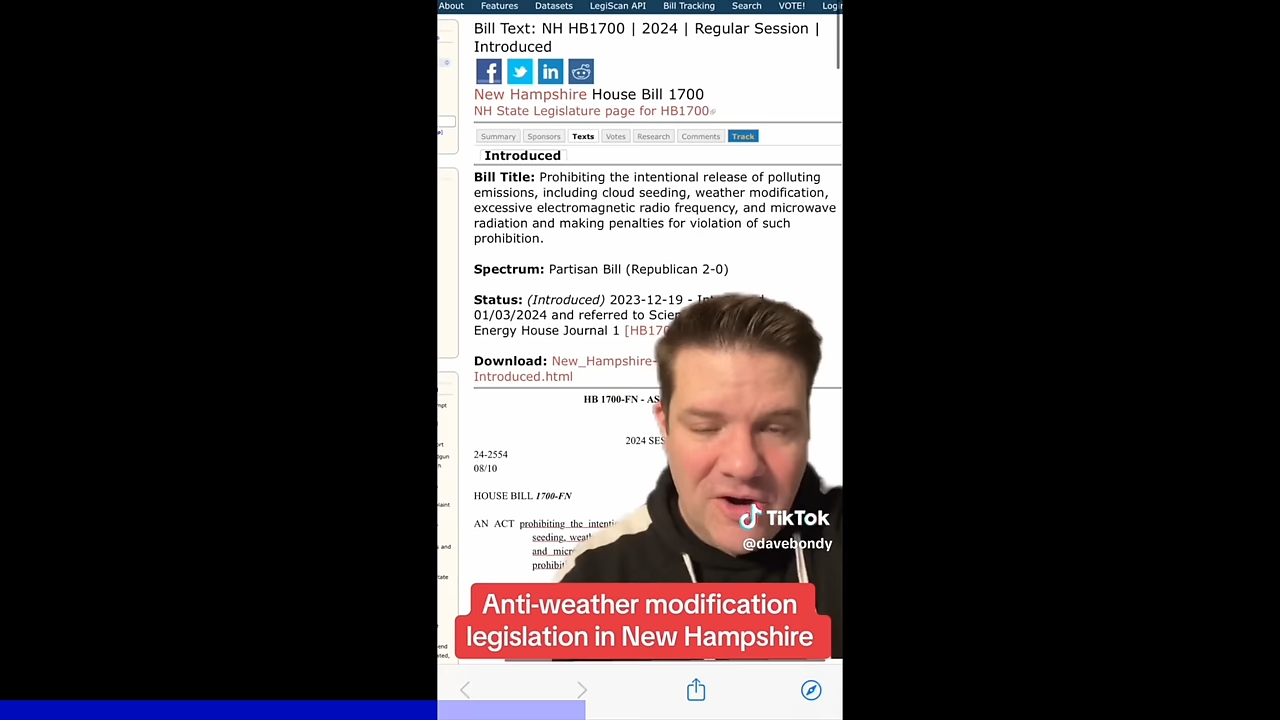 About Features Datasets LegiScan API Bill Tracking Search VOTE! Login
Bill Text: NH HB1700 | 2024 | Regular Session |
Introduced
New Hampshire House Bill 1700
NH State Legislature page for HB1700
Summary Sponsors Texts Votes Research Comments Track
Introduced
Bill Title: Prohibiting the intentional release of polluting
emissions, including cloud seeding, weather modification,
excessive electromagnetic radio frequency, and microwave
radiation and making penalties for violation of such
prohibition.
Spectrum: Partisan Bill (Republican 2-0)
Status: (Introduced) 2023-12-19 -
01/03/2024 and referred to
Energy House Journal 1 [HB170
Download: New_Hampshire-
Introduced.html
HB 1700-FN - AS
2024 SES
24-2554
08/10
HOUSE BILL 1700-FN
AN ACT prohibiting the
seeding,
and
TikTok
@davebondy
Anti-weather modification
legislation in New Hampshire